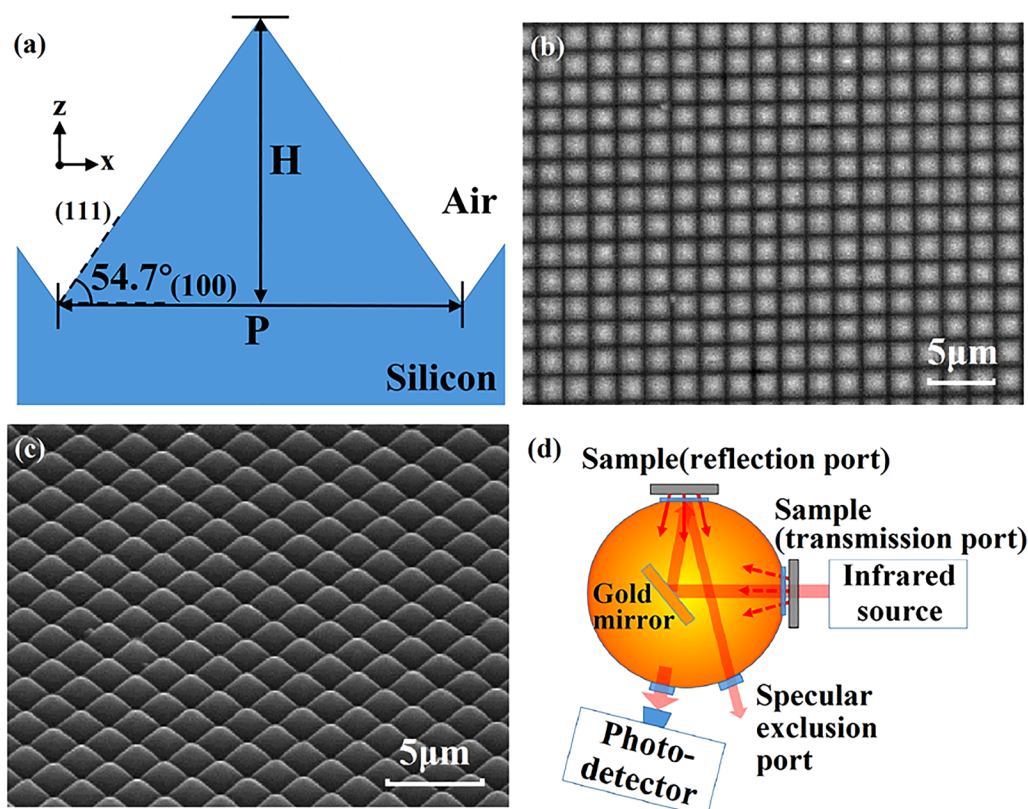 (a)
H
z
x
(111)
Air
54.7°
(100)
P
Silicon
(b)
5μm
(c)
5μm
(d)
Sample(reflection port)
Sample
(transmission port)
Gold
mirror
Infrared
source
Specular
exclusion
port
Photo-
detector